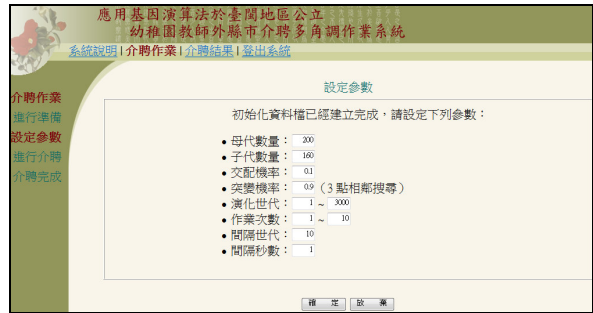 應用基因演算法於臺閩地區公立
幼稚園教師外縣市介聘多角調作業系統
系統說明 | 介聘作業 | 介聘結果 | 登出系統
介聘作業
進行準備
設定參數
進行介聘
介聘完成
設定參數
初始化資料檔已經建立完成，請設定下列參數：
• 母代數量： 200
• 子代數量： 160
• 交配機率： 0.1
• 突變機率： 0.9 （3 點相鄰搜尋）
• 演化世代： 1 ~ 3000
• 作業次數： 1 ~ 10
• 間隔世代： 10
• 間隔秒數： 1
確 定 放 棄